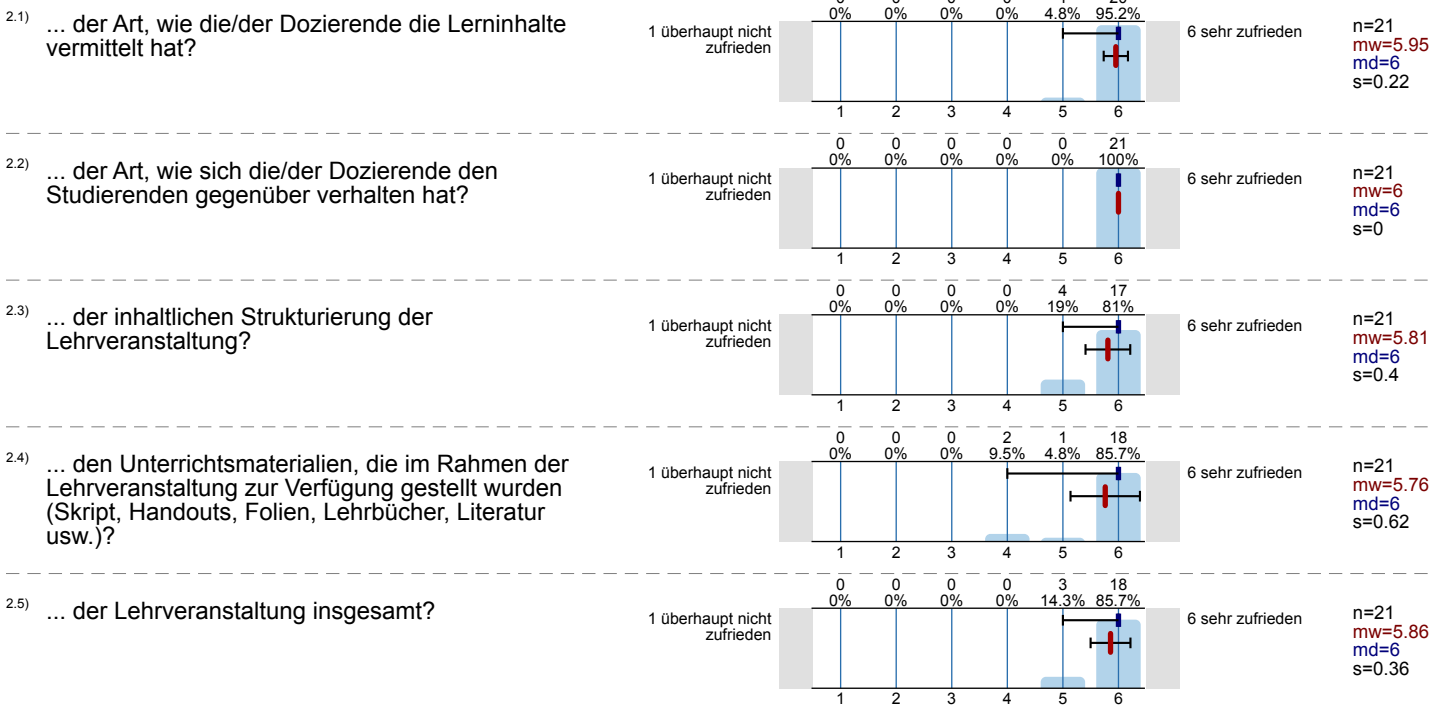 0 0 0 0 1 20
0% 0% 0% 0% 4.8% 95.2%
2.1) ... der Art, wie die/der Dozierende die Lerninhalte
vermittelt hat?
1 überhaupt nicht
zufrieden
6 sehr zufrieden
n=21
mw=5.95
md=6
s=0.22
1 2 3 4 5 6
0 0 0 0 0 21
0% 0% 0% 0% 0% 100%
2.2) ... der Art, wie sich die/der Dozierende den
Studierenden gegenüber verhalten hat?
1 überhaupt nicht
zufrieden
6 sehr zufrieden
n=21
mw=6
md=6
s=0
1 2 3 4 5 6
0 0 0 0 4 17
0% 0% 0% 0% 19% 81%
2.3) ... der inhaltlichen Strukturierung der
Lehrveranstaltung?
1 überhaupt nicht
zufrieden
6 sehr zufrieden
n=21
mw=5.81
md=6
s=0.4
1 2 3 4 5 6
0 0 0 2 1 18
0% 0% 0% 9.5% 4.8% 85.7%
2.4) ... den Unterrichtsmaterialien, die im Rahmen der
Lehrveranstaltung zur Verfügung gestellt wurden
(Skript, Handouts, Folien, Lehrbücher, Literatur
usw.)?
1 überhaupt nicht
zufrieden
6 sehr zufrieden
n=21
mw=5.76
md=6
s=0.62
1 2 3 4 5 6
0 0 0 0 3 18
0% 0% 0% 0% 14.3% 85.7%
2.5) ... der Lehrveranstaltung insgesamt?
1 überhaupt nicht
zufrieden
6 sehr zufrieden
n=21
mw=5.86
md=6
s=0.36
1 2 3 4 5 6